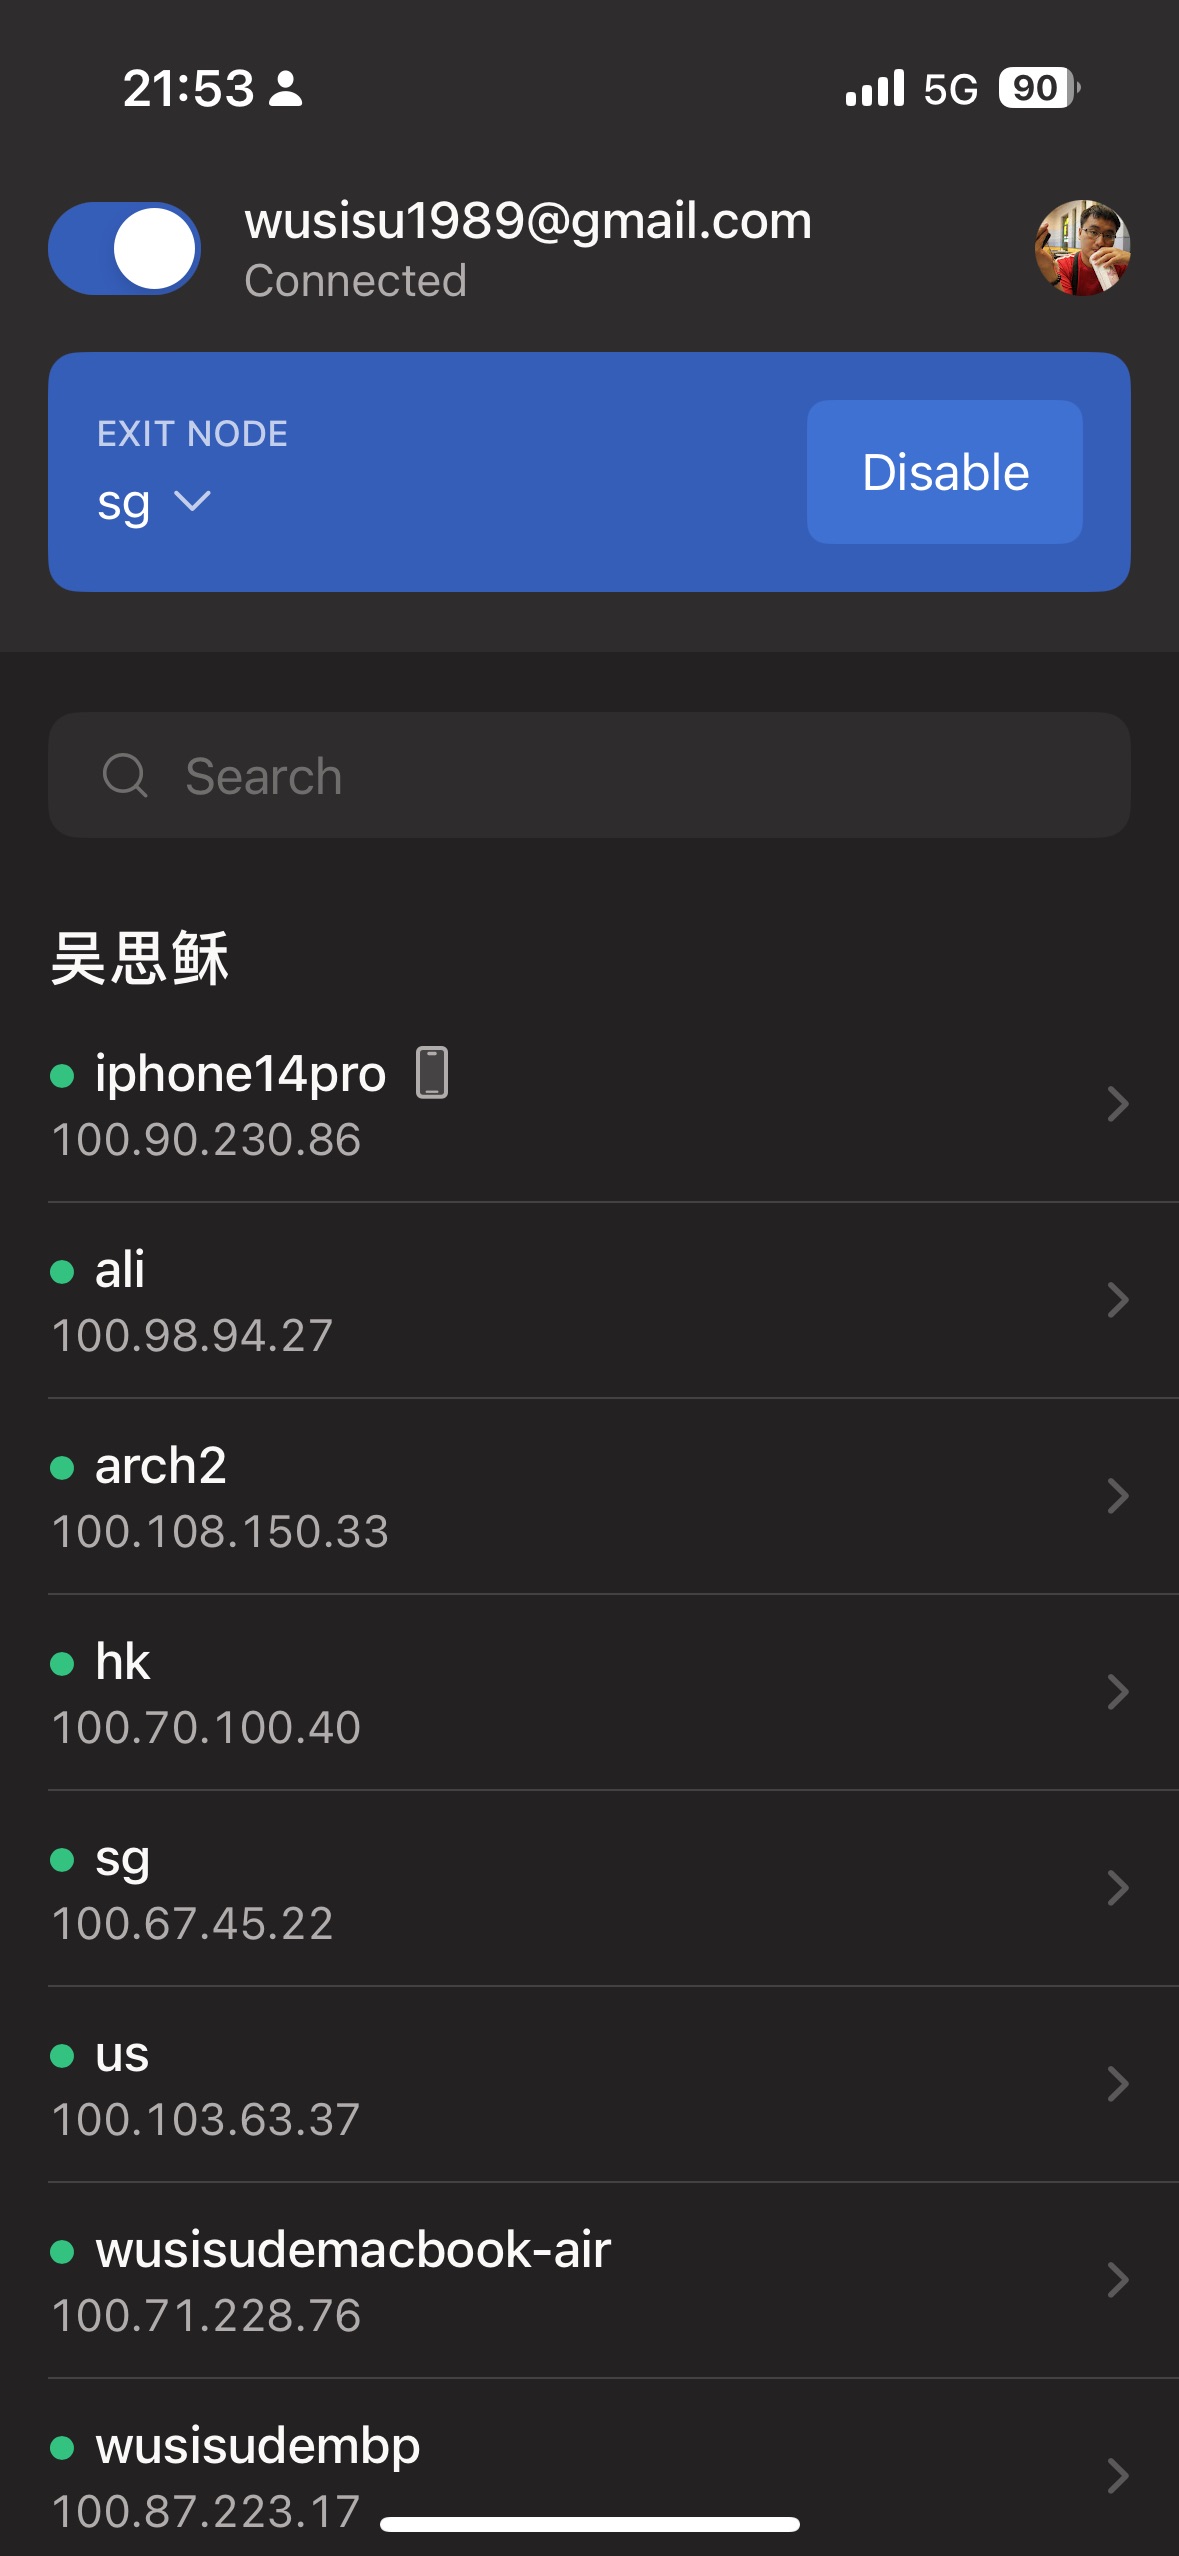 21:53
5G
90
wusisu1989@gmail.com
Connected
EXIT NODE
sg
Disable
Search
吴思稣
iphone14pro
100.90.230.86
ali
100.98.94.27
arch2
100.108.150.33
hk
100.70.100.40
sg
100.67.45.22
us
100.103.63.37
wusisudemacbook-air
100.71.228.76
wusisudembp
100.87.223.17